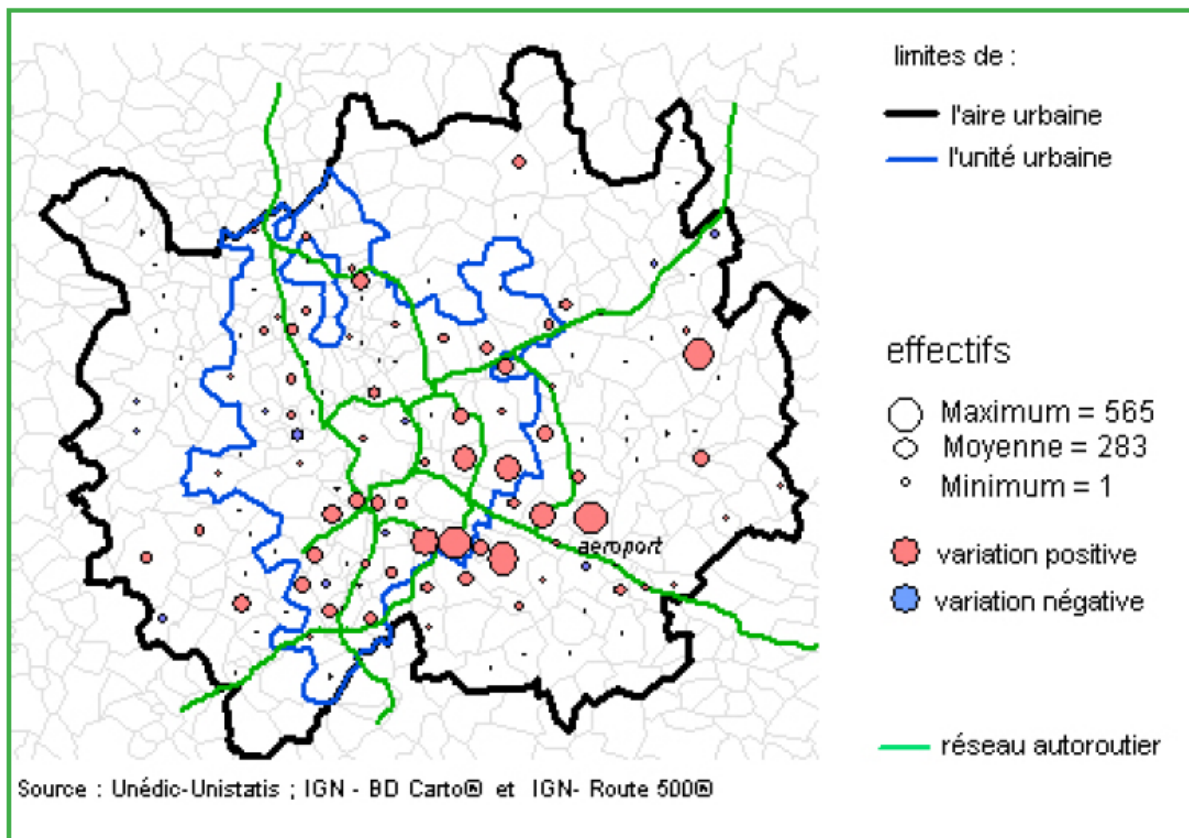 limites de :
l'aire urbaine
l'unité urbaine
effectifs
Maximum = 565
Moyenne = 283
Minimum = 1
aeroport
variation positive
variation négative
réseau autoroutier
Source : Unédic-Unistatis ; IGN - BD Carto® et IGN- Route 500®